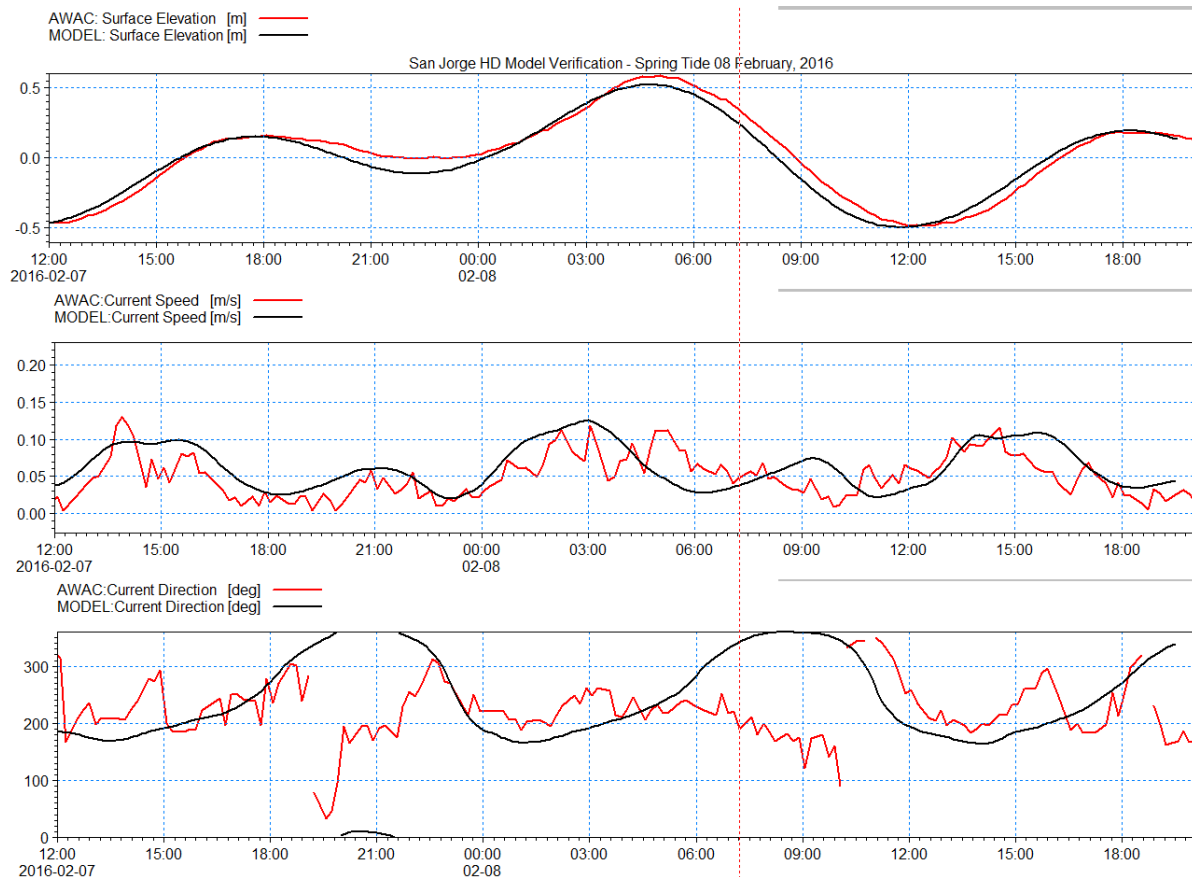 AWAC: Surface Elevation [m]
MODEL: Surface Elevation [m]
San Jorge HD Model Verification - Spring Tide 08 February, 2016
0.5
0.0
-0.5
12:00 15:00 18:00 21:00 00:00 03:00 06:00 09:00 12:00 15:00 18:00
2016-02-07 02-08
AWAC:Current Speed [m/s]
MODEL:Current Speed [m/s]
0.20
0.15
0.10
0.05
0.00
12:00 15:00 18:00 21:00 00:00 03:00 06:00 09:00 12:00 15:00 18:00
2016-02-07 02-08
AWAC:Current Direction [deg]
MODEL:Current Direction [deg]
300
200
100
0
12:00 15:00 18:00 21:00 00:00 03:00 06:00 09:00 12:00 15:00 18:00
2016-02-07 02-08